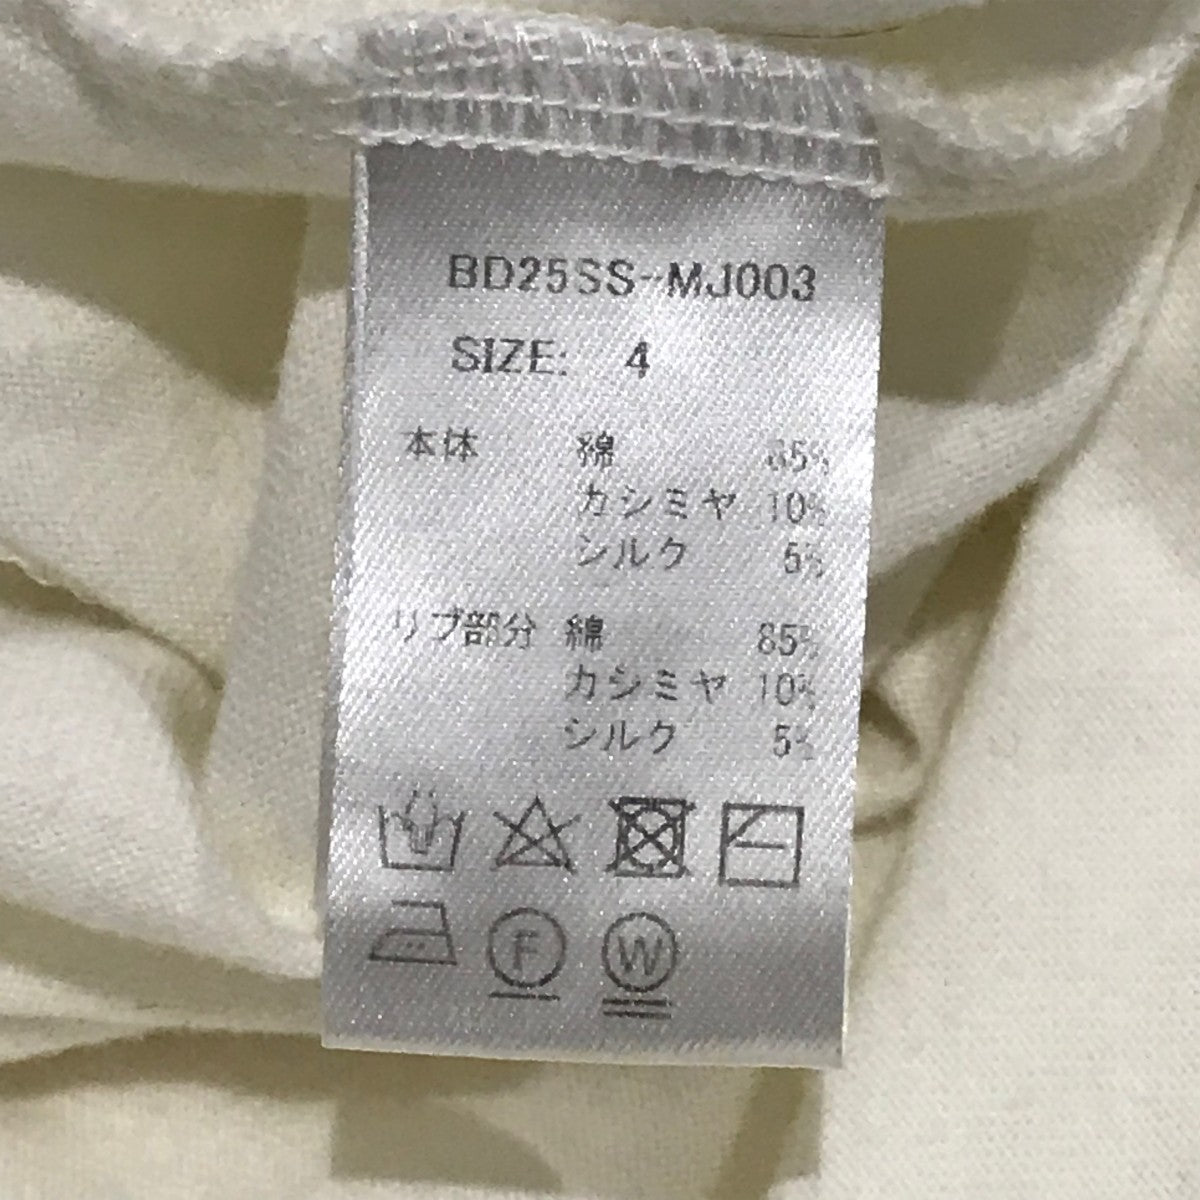 BD25SS-MJ003
SIZE: 4
本体 綿 85%
カシミヤ 10%
シルク 5%
リブ部分 綿 85%
カシミヤ 10%
シルク 5%
F
W